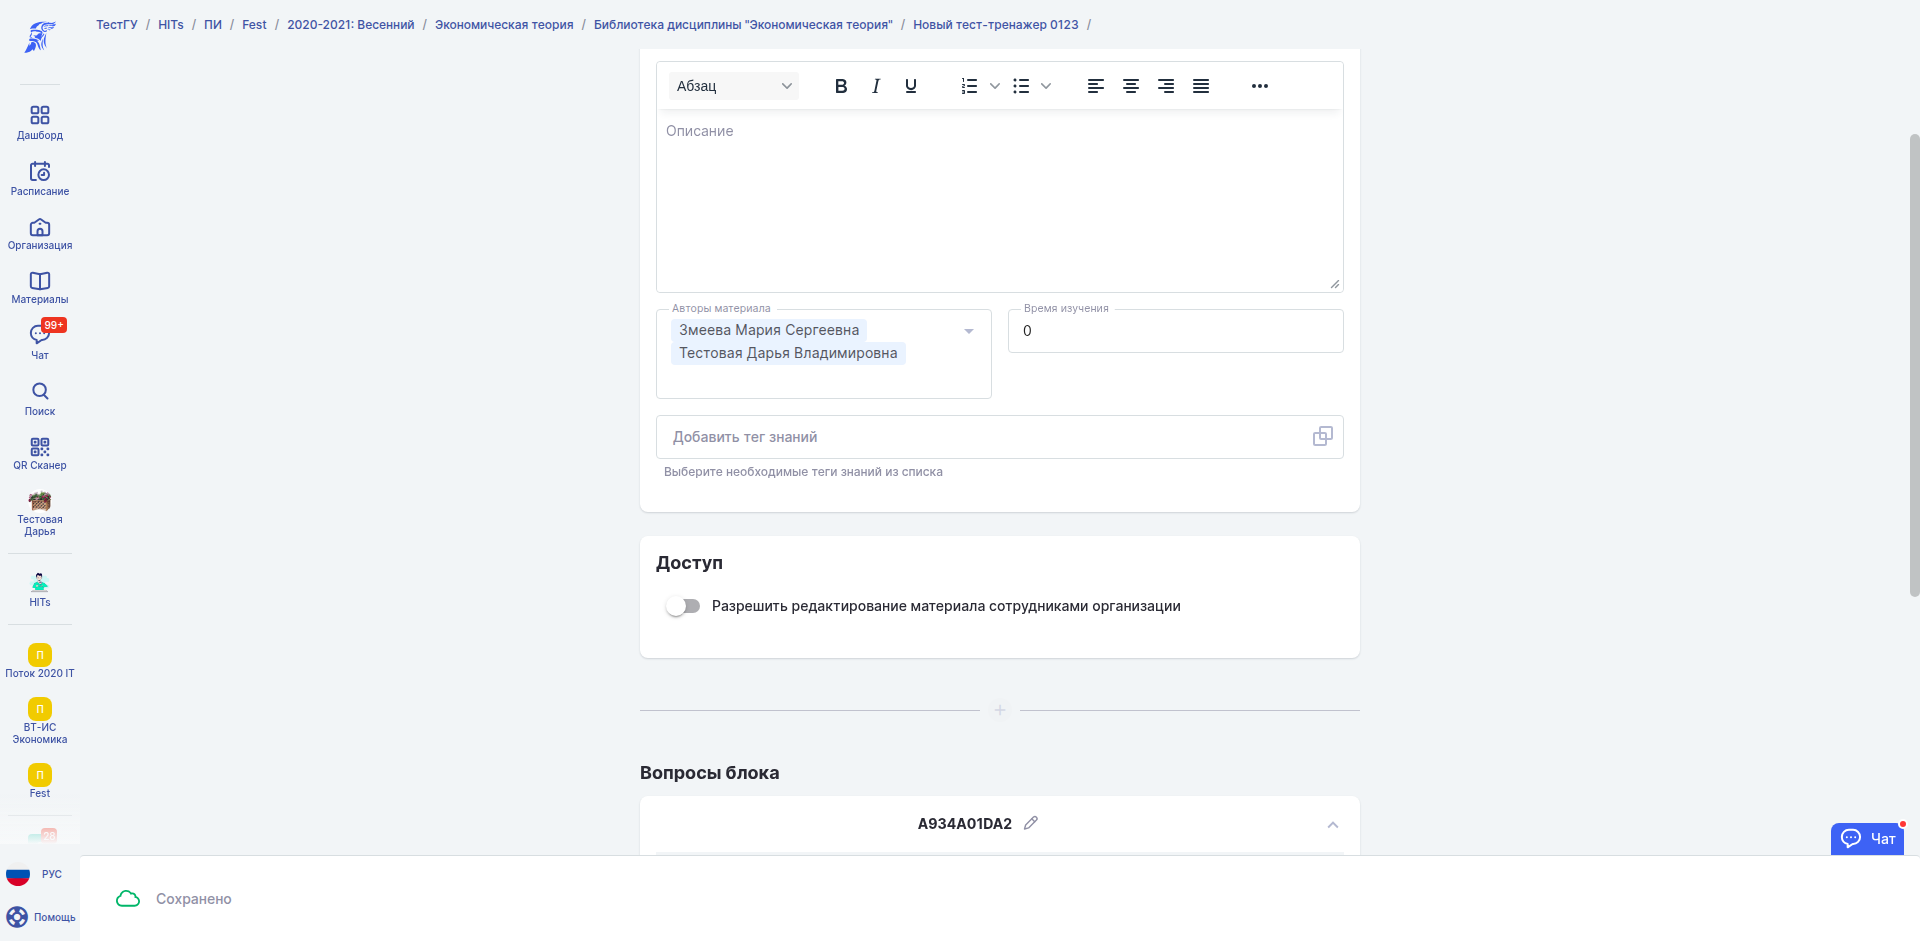 ТестГУ / HITs / ПИ / Fest / 2020-2021: Весенний / Экономическая теория / Библиотека дисциплины "Экономическая теория" / Новый тест-тренажер 0123 /
Дашборд
Расписание
Организация
Материалы
99+
Чат
Поиск
QR Сканер
Тестовая
Дарья
HITs
П
Поток 2020 IT
П
ВТ-ИС
Экономика
П
Fest
28
РУС
Помощь
Абзац
Описание
Авторы материала
Змеева Мария Сергеевна
Тестовая Дарья Владимировна
Время изучения
0
Добавить тег знаний
Выберите необходимые теги знаний из списка
Доступ
Разрешить редактирование материала сотрудниками организации
Вопросы блока
A934A01DA2
Чат
Сохранено